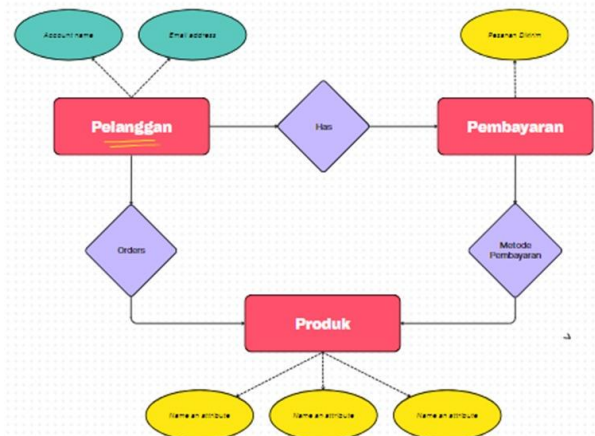 Account name
Email address
Pesanan Dikirim
Pelanggan
Has
Pembayaran
Orders
Metode
Pembayaran
Produk
Name an attribute
Name an attribute
Name an attribute